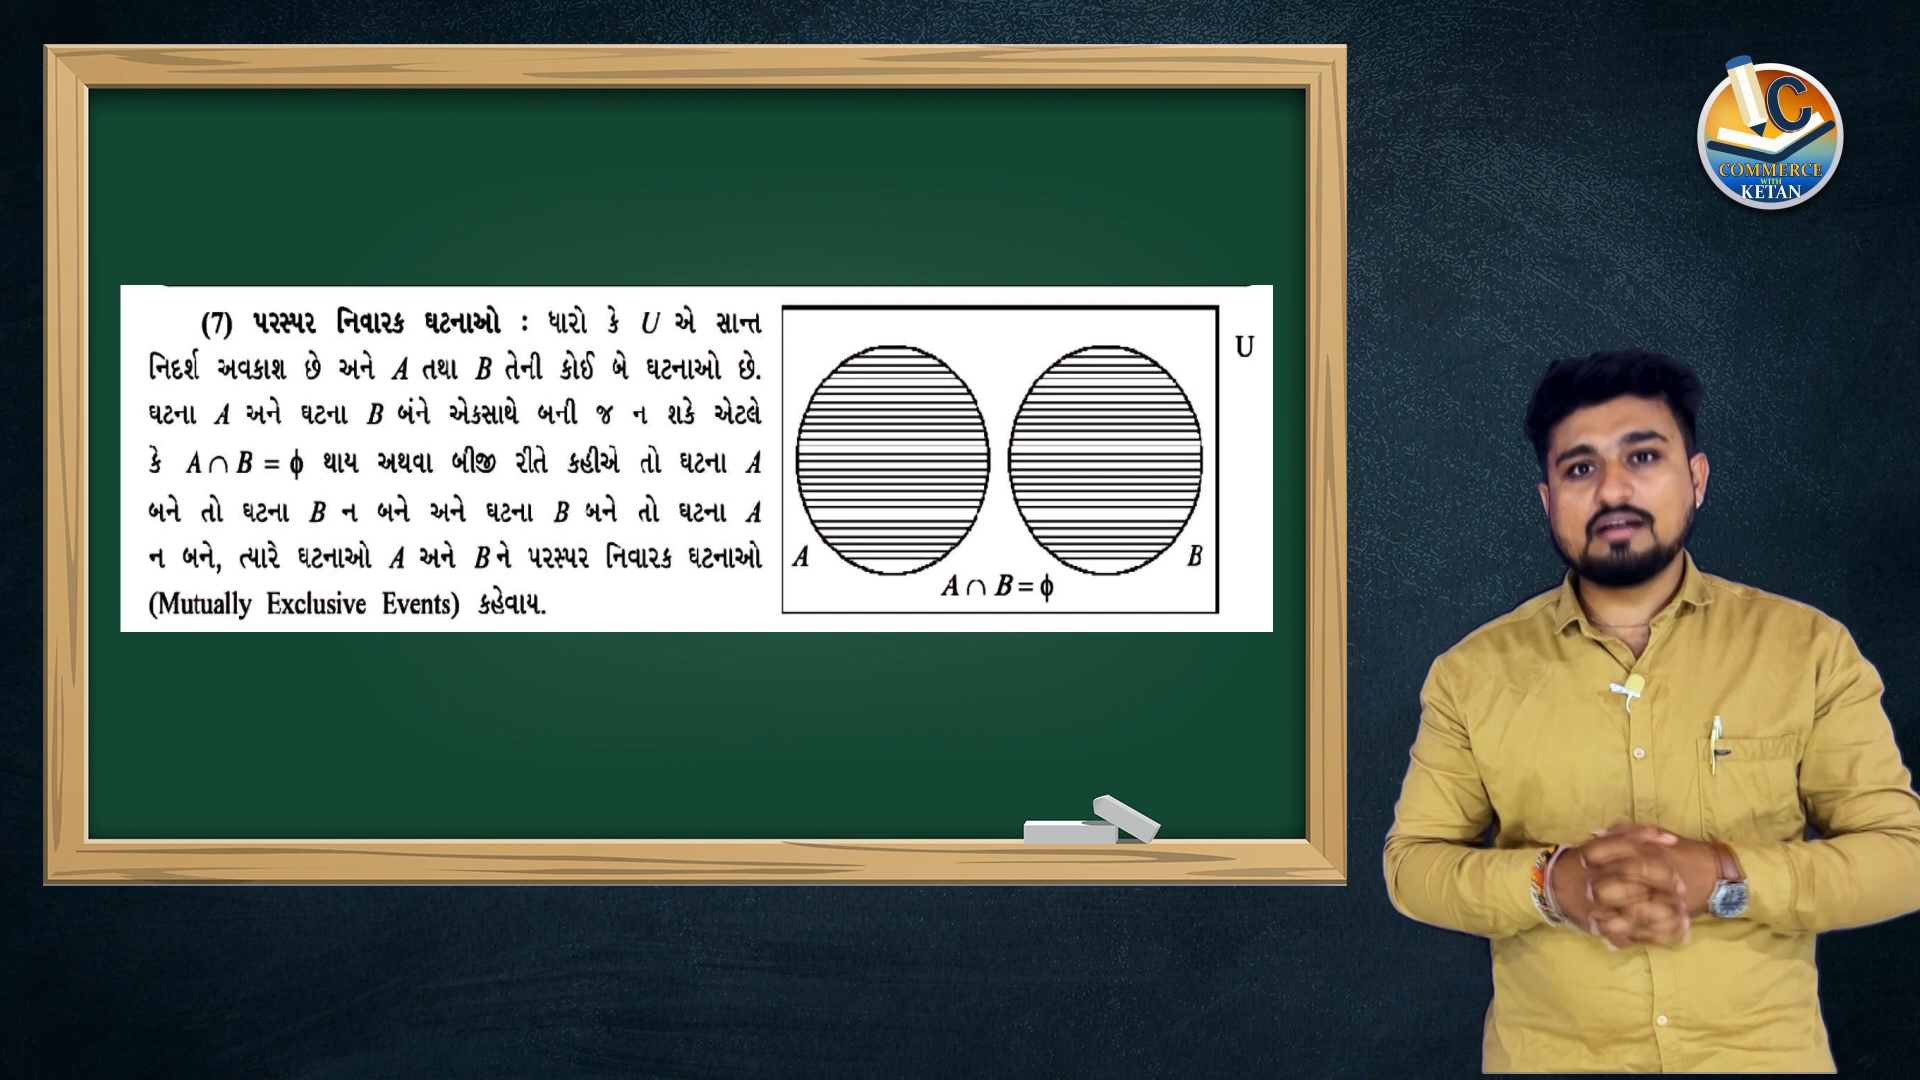 (7) પરસ્પર નિવારક ઘટનાઓ : ધારો કે U એ સાન્ત
નિદર્શ અવકાશ છે અને A તથા B તેની કોઈ બે ઘટનાઓ છે.
ઘટના A અને ઘટના B બંને એકસાથે બની જ ન શકે એટલે
કે A ∩ B = ϕ થાય અથવા બીજી રીતે કહીએ તો ઘટના A
બને તો ઘટના B ન બને અને ઘટના B બને તો ઘટના A
ન બને, ત્યારે ઘટનાઓ A અને B ને પરસ્પર નિવારક ઘટનાઓ
(Mutually Exclusive Events) કહેવાય.
U
A
B
A ∩ B = ϕ
C
COMMERCE
WITH
KETAN